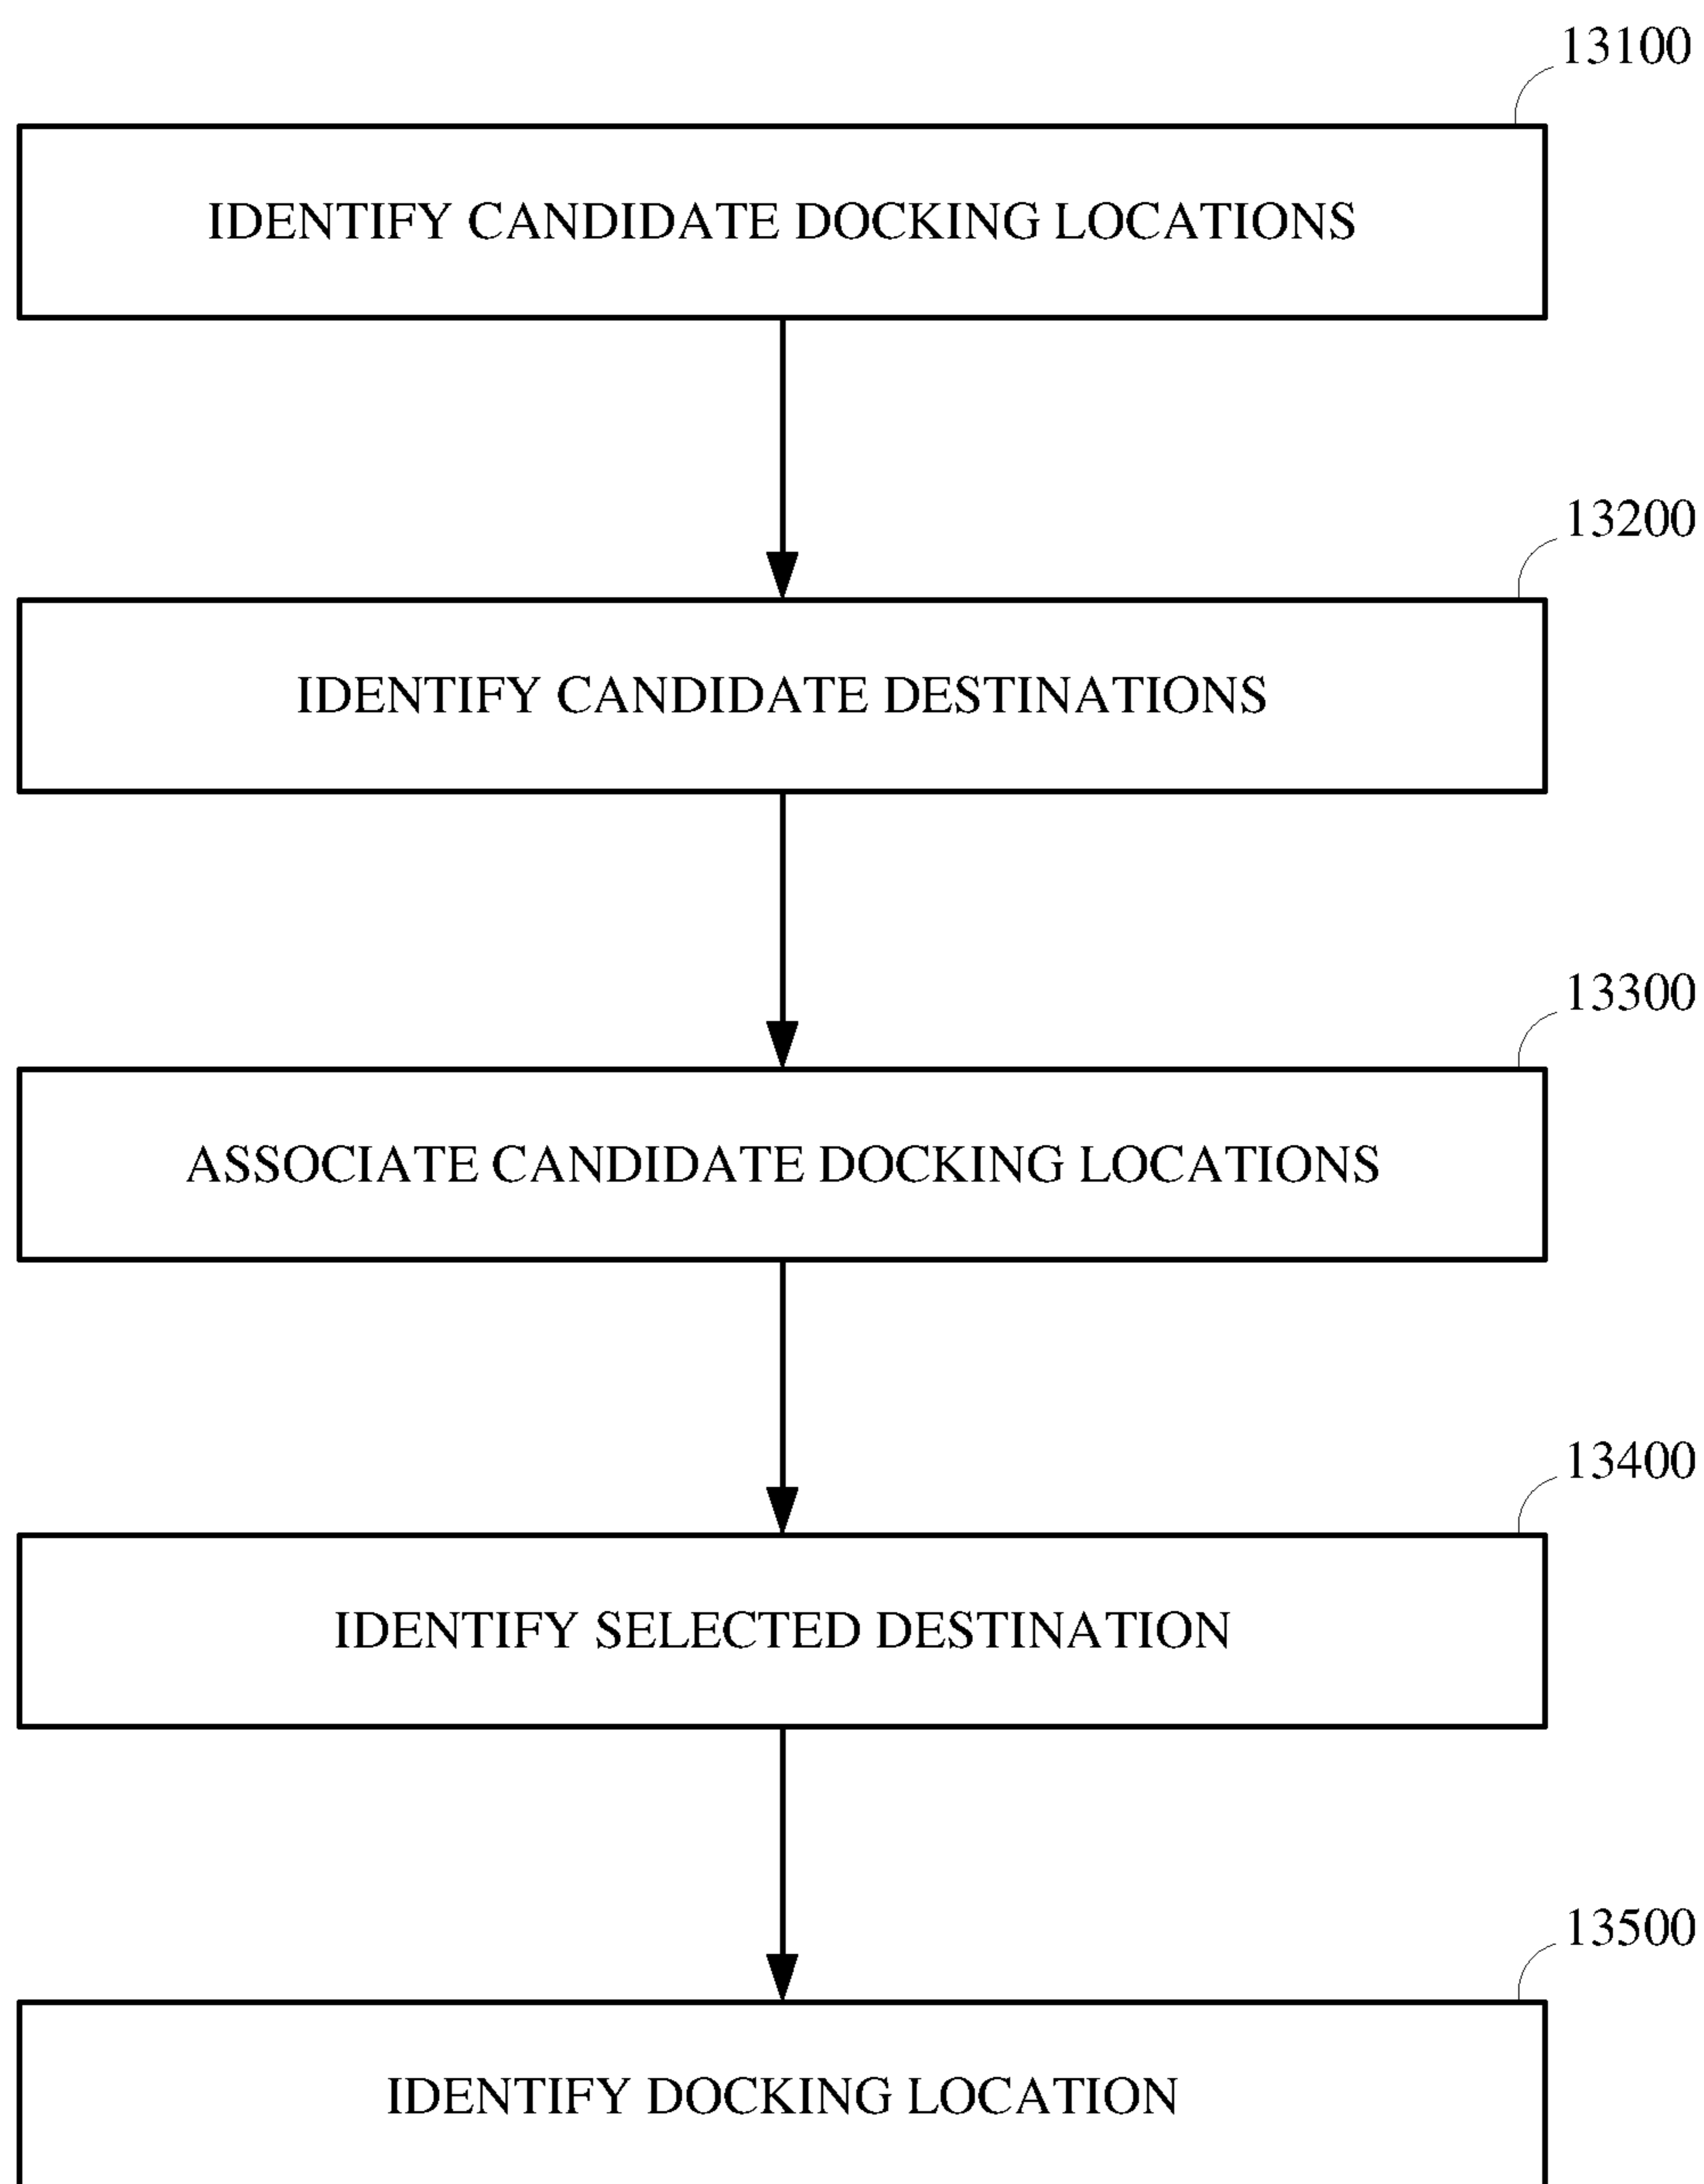 13100
IDENTIFY CANDIDATE DOCKING LOCATIONS
13200
IDENTIFY CANDIDATE DESTINATIONS
13300
ASSOCIATE CANDIDATE DOCKING LOCATIONS
13400
IDENTIFY SELECTED DESTINATION
13500
IDENTIFY DOCKING LOCATION